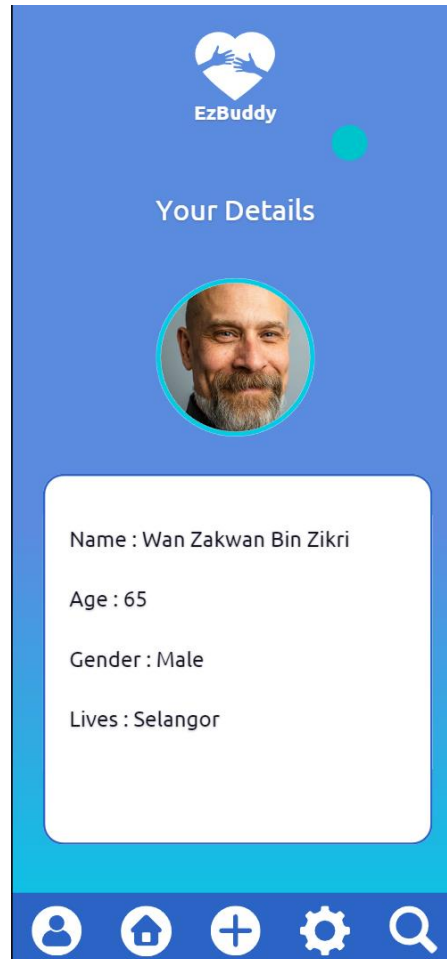 EzBuddy
Your Details
Name : Wan Zakwan Bin Zikri
Age : 65
Gender : Male
Lives : Selangor